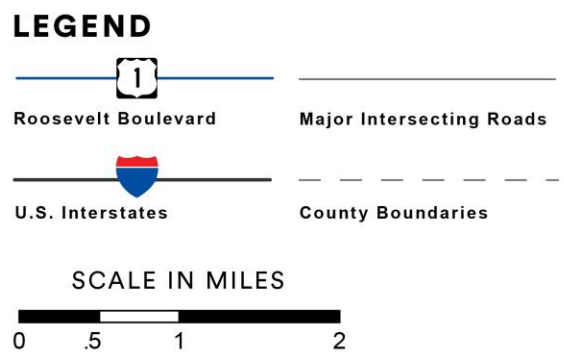 LEGEND
1
Roosevelt Boulevard
Major Intersecting Roads
U.S. Interstates
County Boundaries
SCALE IN MILES
0 .5 1 2